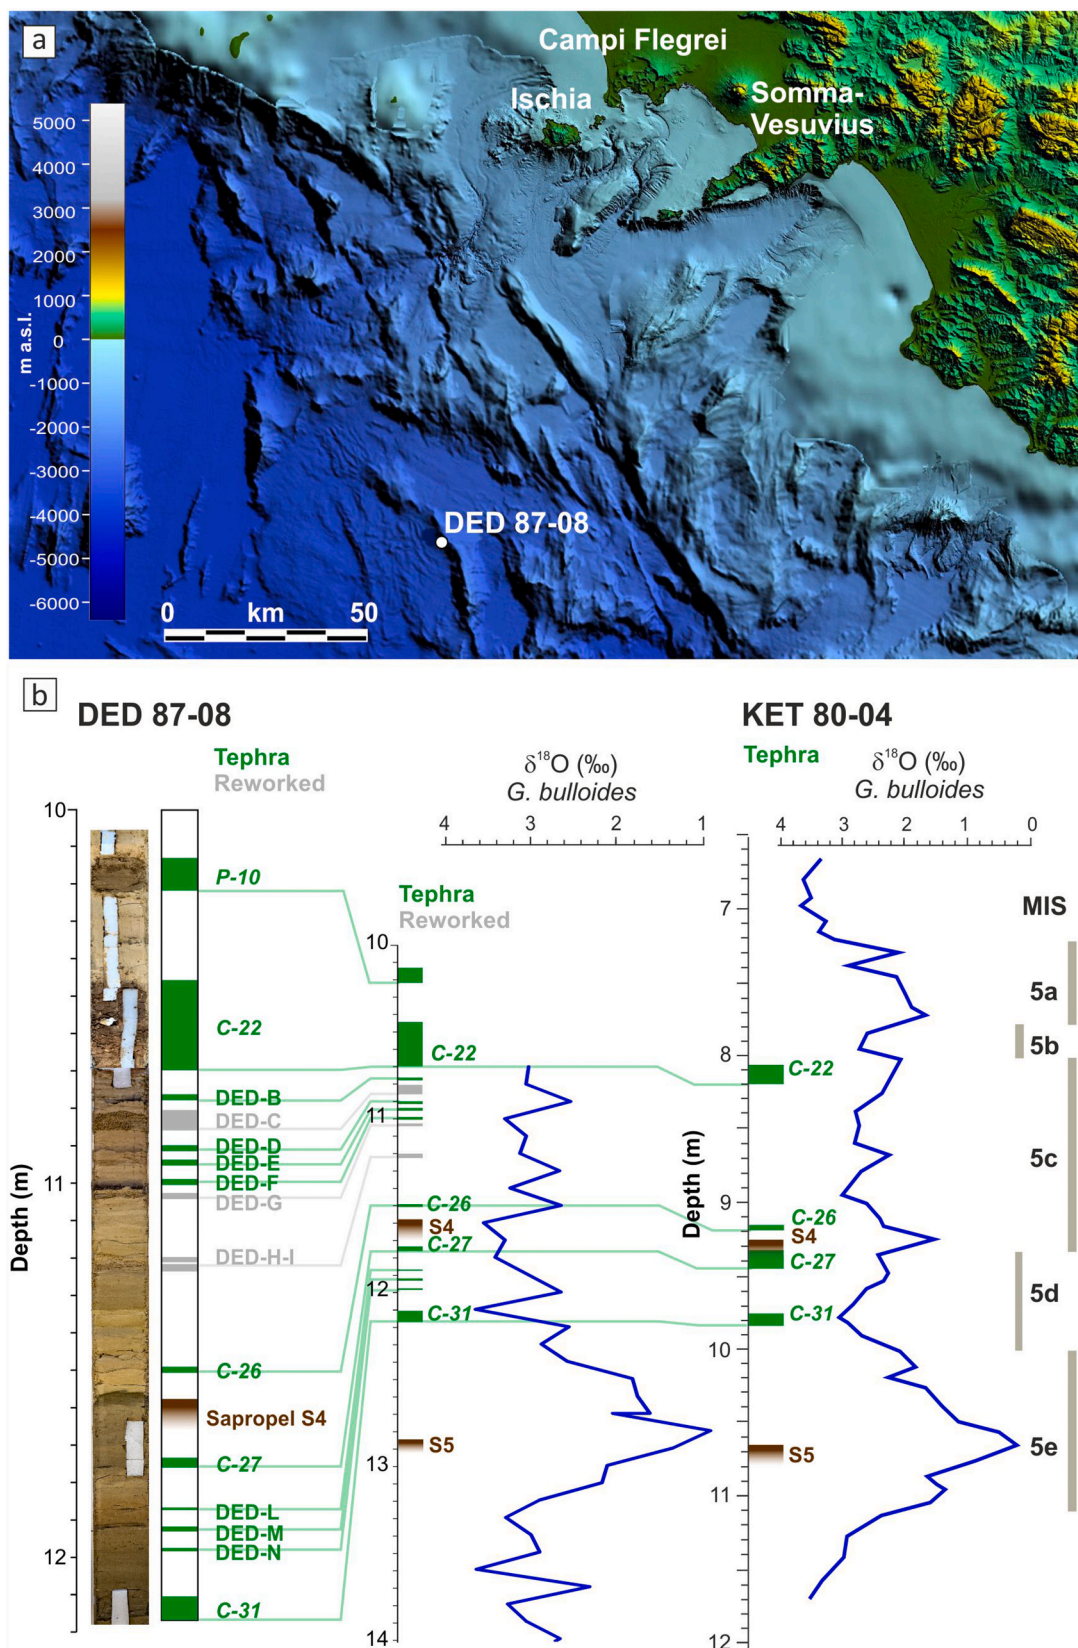 a
Campi Flegrei
Ischia
Somma-
Vesuvius
5000
4000
3000
2000
1000
0
-1000
-2000
-3000
-4000
-5000
-6000
m a.s.l.
DED 87-08
0 km 50
b
DED 87-08
KET 80-04
Tephra
Reworked
δ18O (‰)
G. bulloides
4 3 2 1
Tephra
δ18O (‰)
G. bulloides
4 3 2 1 0
Depth (m)
10
11
12
P-10
C-22
DED-B
DED-C
DED-D
DED-E
DED-F
DED-G
DED-H-I
C-26
Sapropel S4
C-27
DED-L
DED-M
DED-N
C-31
Tephra
Reworked
10
11
12
13
14
C-22
C-26
S4
C-27
C-31
S5
Depth (m)
7
8
9
10
11
12
C-22
C-26
S4
C-27
C-31
S5
MIS
5a
5b
5c
5d
5e